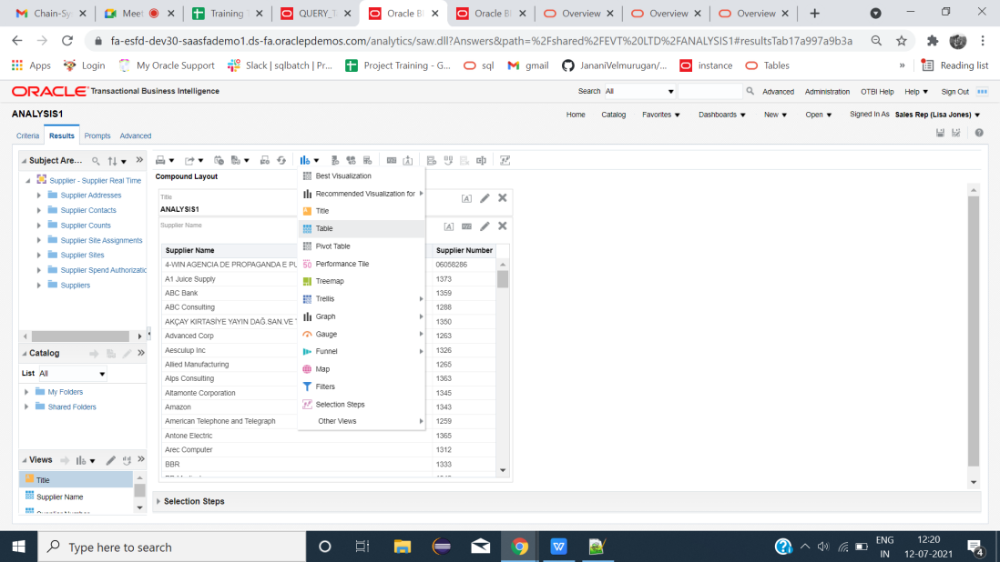 Chain-Sy
Meet
Training T
QUERY_T
Oracle BI
Oracle BI
Overview
Overview
Overview
fa-esfd-dev30-saasfademo1.ds-fa.oraclepdemos.com/analytics/saw.dll?Answers&path=%2Fshared%2FEVT%20LTD%2FANALYSIS1#resultsTab17a997a9b3a
Apps
Login
My Oracle Support
Slack | sqlbatch | Pr...
Project Training - G...
sql
gmail
JananiVelmurugan/...
instance
Tables
»
Reading list
ORACLE Transactional Business Intelligence
Search All
Advanced
Administration
OTBI Help
Help
Sign Out
ANALYSIS1
Home
Catalog
Favorites
Dashboards
New
Open
Signed In As Sales Rep (Lisa Jones)
Criteria
Results
Prompts
Advanced
Subject Are...
Supplier - Supplier Real Time
Supplier Addresses
Supplier Contacts
Supplier Counts
Supplier Site Assignments
Supplier Sites
Supplier Spend Authorizatic
Suppliers
Catalog
List All
My Folders
Shared Folders
Views
Title
Supplier Name
Supplier Number
Compound Layout
Title
ANALYSIS1
Supplier Name
Supplier Name Supplier Number
4-WIN AGENCIA DE PROPAGANDA E PU 06058286
A1 Juice Supply 1373
ABC Bank 1359
ABC Consulting 1288
AKÇAY KIRTASİYE YAYIN DAĞ.SAN.VE 1350
Advanced Corp 1263
Aesculup Inc 1326
Allied Manufacturing 1265
Alps Consulting 1363
Altamonte Corporation 1345
Amazon 1343
American Telephone and Telegraph 1259
Antone Electric 1365
Arec Computer 1312
BBR 1333
Best Visualization
Recommended Visualization for
Title
Table
Pivot Table
Performance Tile
Treemap
Trellis
Graph
Gauge
Funnel
Map
Filters
Selection Steps
Other Views
Selection Steps
Type here to search
ENG
IN
12:20
12-07-2021
4